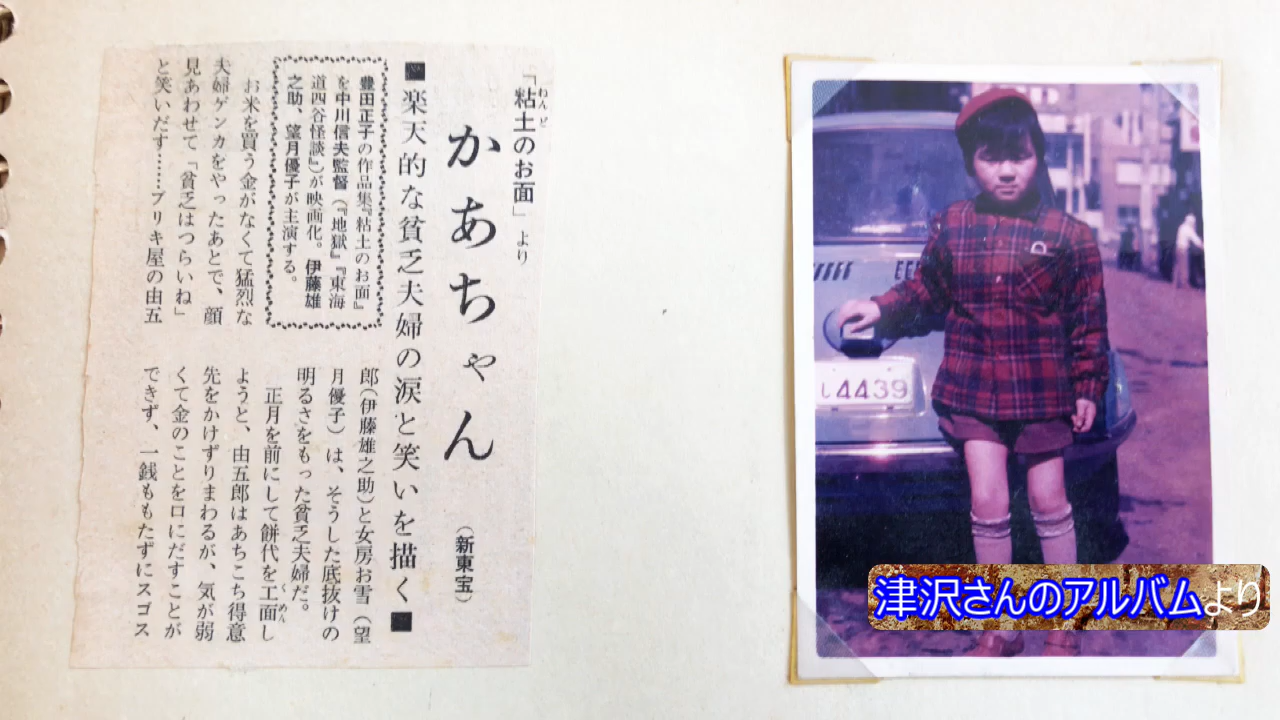 「粘土のお面」より
ねんど
かあちゃん
(新東宝)
■楽天的な貧乏夫婦の涙と笑いを描く■
豊田正子の作品集『粘土のお面』
を中川信夫監督(『地獄』『東海
道四谷怪談』)が映画化。伊藤雄
之助、望月優子が主演する。
お米を買う金がなくて猛烈な
夫婦ゲンカをやったあとで、顔
見あわせて「貧乏はつらいね」
と笑いだす……ブリキ屋の由五
郎(伊藤雄之助)と女房お雪(望
月優子)は、そうした底抜けの
明るさをもった貧乏夫婦だ。
正月を前にして餅代を工面し
くめん
ようと、由五郎はあちこち得意
先をかけずりまわるが、気が弱
くて金のことを口にだすことが
できず、一銭ももたずにスゴス
し4439
津沢さんのアルバムより